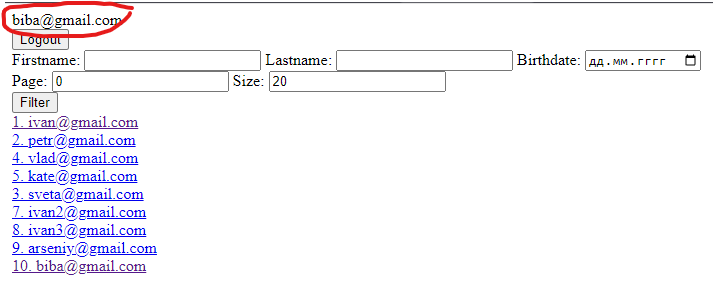 biba@gmail.com
Logout
Firstname: Lastname: Birthdate: дд.мм.гггг
Page: 0 Size: 20
Filter
1. ivan@gmail.com
2. petr@gmail.com
4. vlad@gmail.com
5. kate@gmail.com
3. sveta@gmail.com
7. ivan2@gmail.com
8. ivan3@gmail.com
9. arseniy@gmail.com
10. biba@gmail.com